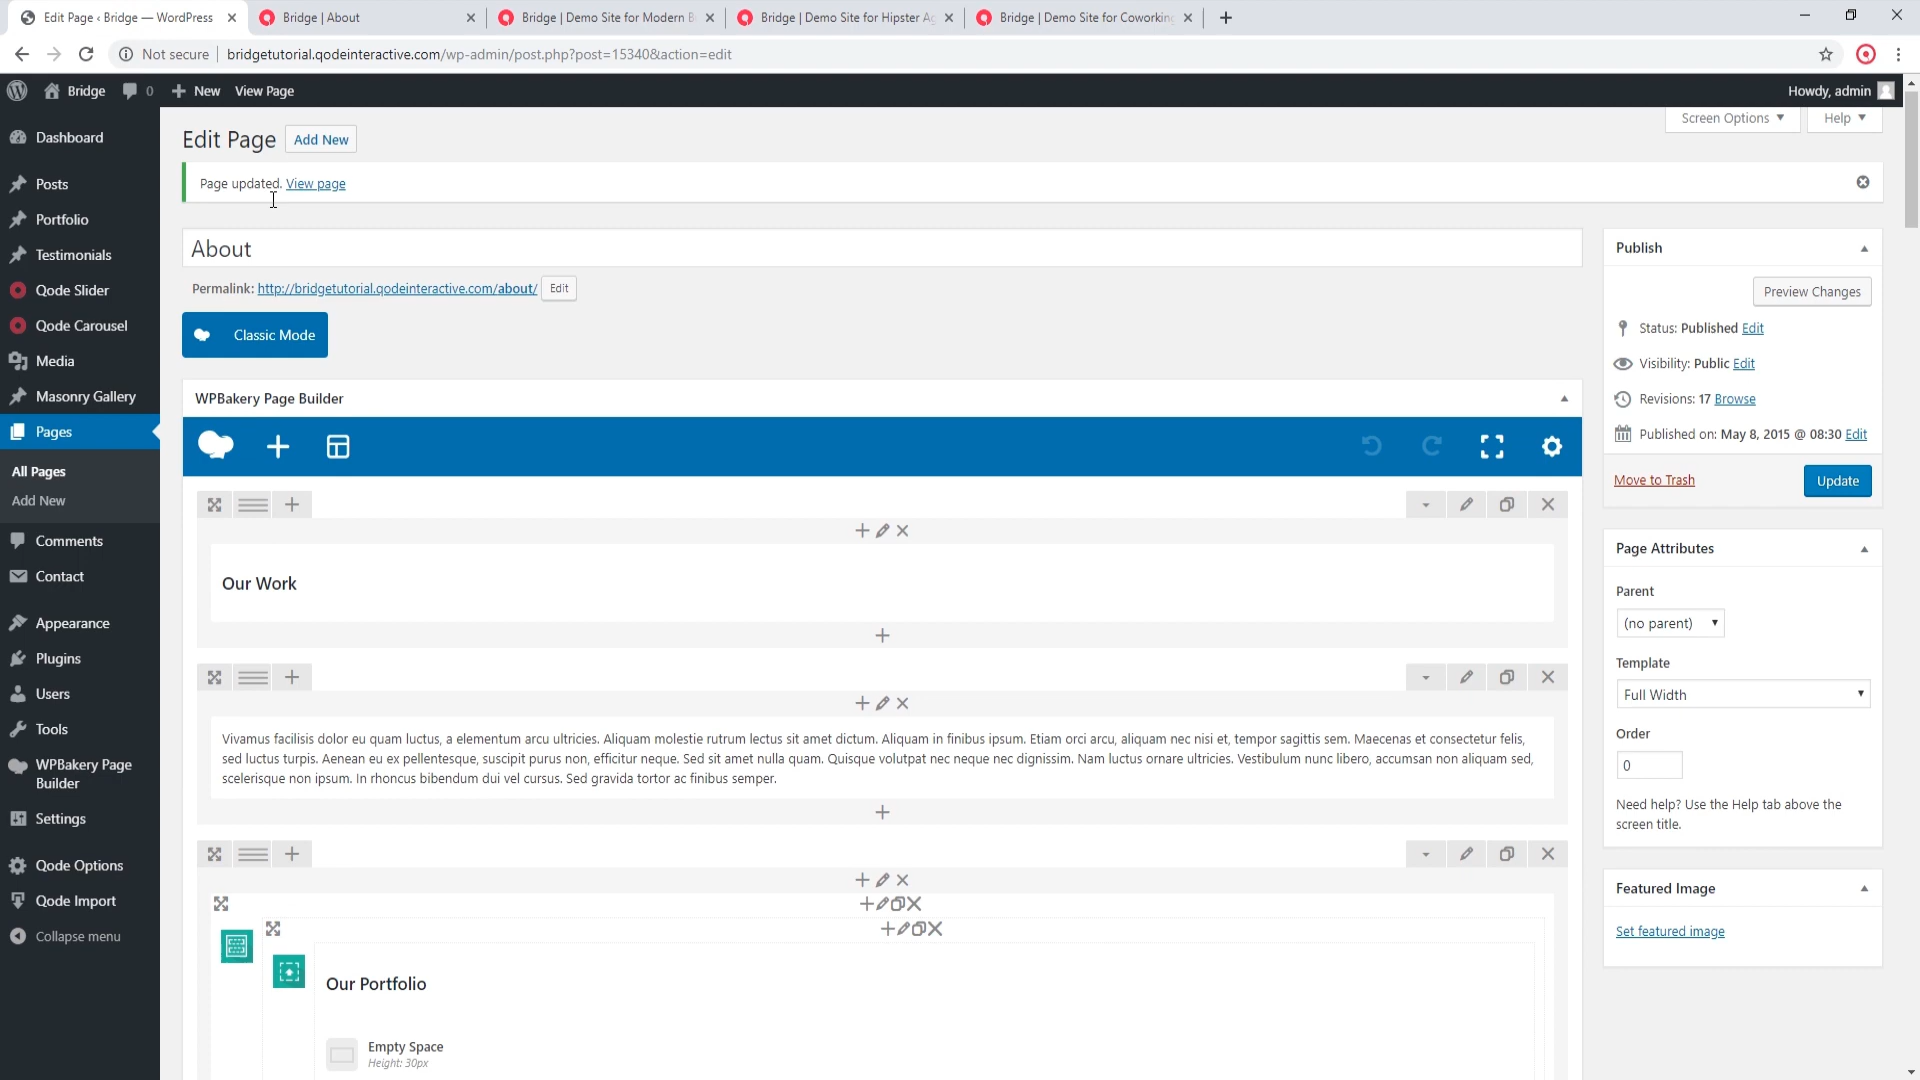 Edit Page ‹ Bridge — WordPress
Bridge | About
Bridge | Demo Site for Modern B
Bridge | Demo Site for Hipster Ag
Bridge | Demo Site for Coworking
Not secure | bridgetutorial.qodeinteractive.com/wp-admin/post.php?post=15340&action=edit
Bridge 0 New View Page
Howdy, admin
Dashboard
Posts
Portfolio
Testimonials
Qode Slider
Qode Carousel
Media
Masonry Gallery
Pages
All Pages
Add New
Comments
Contact
Appearance
Plugins
Users
Tools
WPBakery Page
Builder
Settings
Qode Options
Qode Import
Collapse menu
Screen Options
Help
Edit Page Add New
Page updated. View page
About
Permalink: http://bridgetutorial.qodeinteractive.com/about/ Edit
Classic Mode
WPBakery Page Builder
Our Work
Vivamus facilisis dolor eu quam luctus, a elementum arcu ultricies. Aliquam molestie rutrum lectus sit amet dictum. Aliquam in finibus ipsum. Etiam orci arcu, aliquam nec nisi et, tempor sagittis sem. Maecenas et consectetur felis,
sed luctus turpis. Aenean eu ex pellentesque, suscipit purus non, efficitur neque. Sed sit amet nulla quam. Quisque volutpat nec neque nec dignissim. Nam luctus ornare ultricies. Vestibulum nunc libero, accumsan non aliquam sed,
scelerisque non ipsum. In rhoncus bibendum dui vel cursus. Sed gravida tortor ac finibus semper.
Our Portfolio
Empty Space
Height: 30px
Publish
Preview Changes
Status: Published Edit
Visibility: Public Edit
Revisions: 17 Browse
Published on: May 8, 2015 @ 08:30 Edit
Move to Trash
Update
Page Attributes
Parent
(no parent)
Template
Full Width
Order
0
Need help? Use the Help tab above the
screen title.
Featured Image
Set featured image